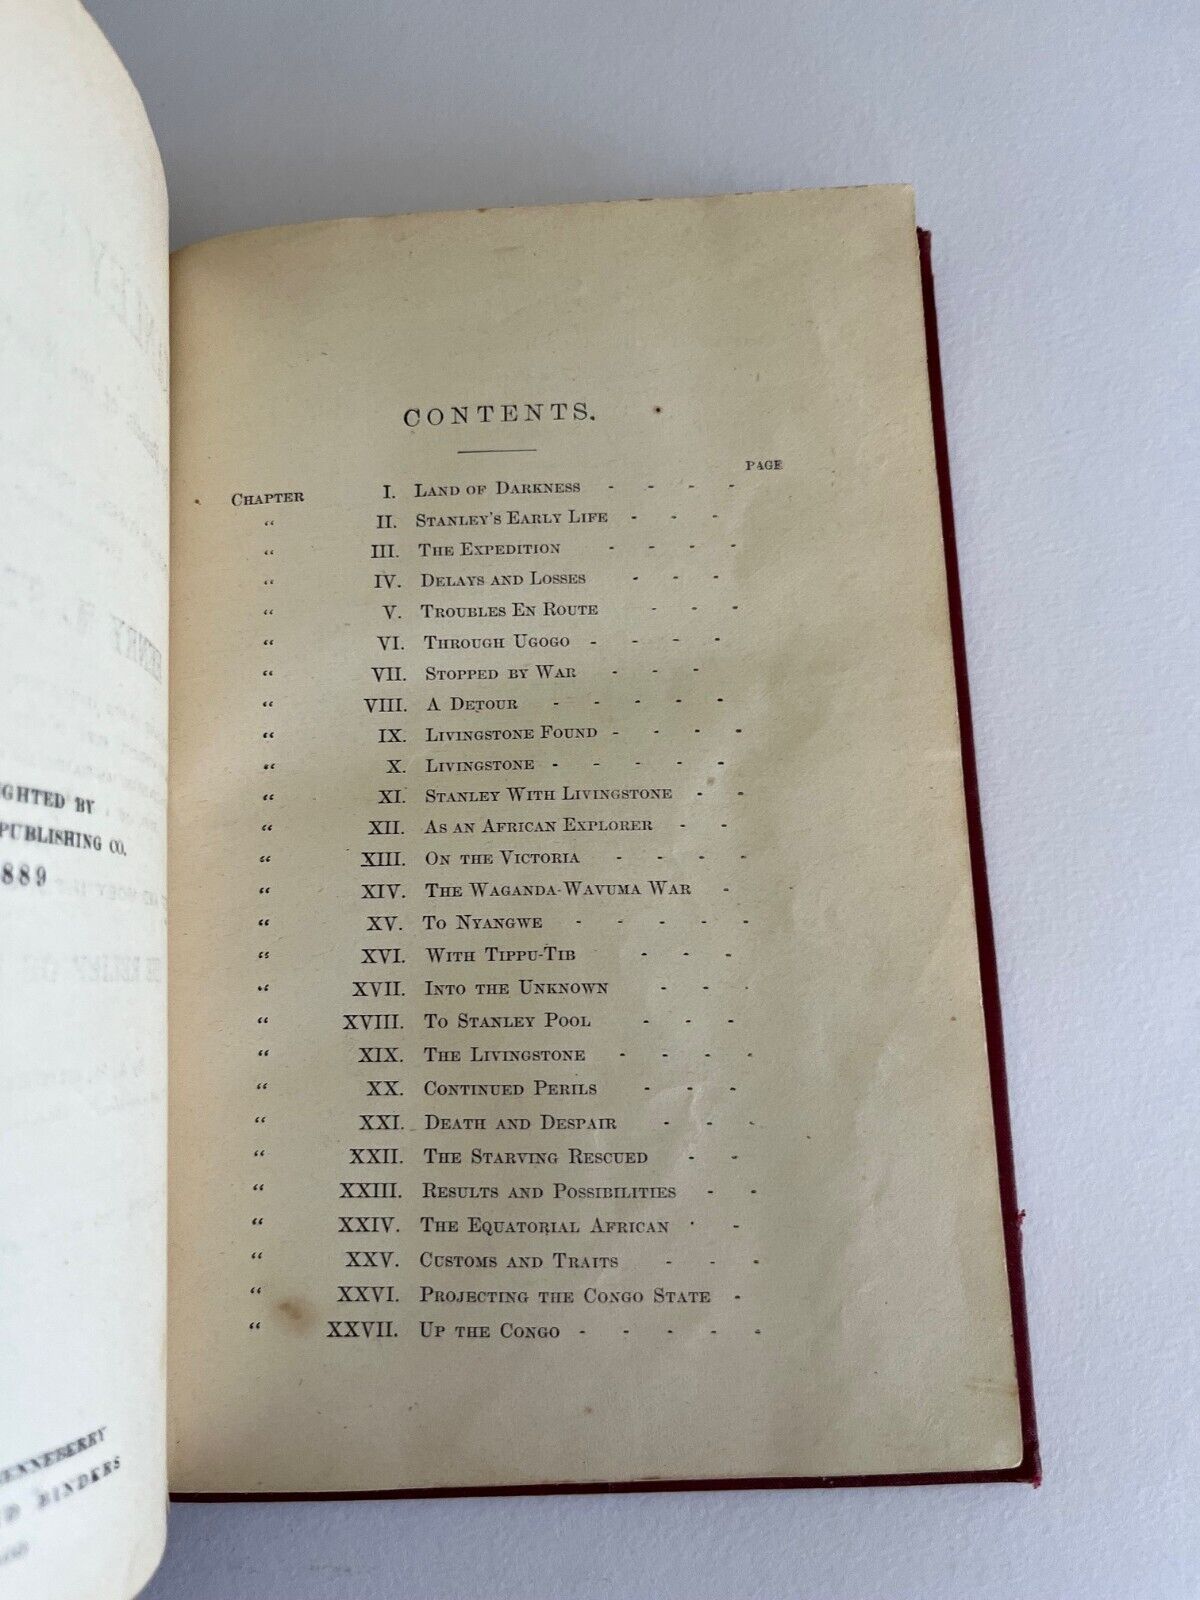 GHTED BY
PUBLISHING CO.
889
HENNEBERRY
D BINDERS
CONTENTS.
PAGE
CHAPTER I. LAND OF DARKNESS - - - -
“ II. STANLEY'S EARLY LIFE - - -
“ III. THE EXPEDITION - - - -
“ IV. DELAYS AND LOSSES - - -
“ V. TROUBLES EN ROUTE - - -
“ VI. THROUGH UGOGO - - - -
“ VII. STOPPED BY WAR - - -
“ VIII. A DETOUR - - - - -
“ IX. LIVINGSTONE FOUND - - - -
“ X. LIVINGSTONE - - - - -
“ XI. STANLEY WITH LIVINGSTONE - -
“ XII. AS AN AFRICAN EXPLORER - -
“ XIII. ON THE VICTORIA - - - -
“ XIV. THE WAGANDA-WAVUMA WAR -
“ XV. TO NYANGWE - - - - -
“ XVI. WITH TIPPU-TIB - - -
“ XVII. INTO THE UNKNOWN - - -
“ XVIII. TO STANLEY POOL - - -
“ XIX. THE LIVINGSTONE - - - -
“ XX. CONTINUED PERILS - - -
“ XXI. DEATH AND DESPAIR - - -
“ XXII. THE STARVING RESCUED - -
“ XXIII. RESULTS AND POSSIBILITIES - -
“ XXIV. THE EQUATORIAL AFRICAN - -
“ XXV. CUSTOMS AND TRAITS - - -
“ XXVI. PROJECTING THE CONGO STATE -
“ XXVII. UP THE CONGO - - - - -